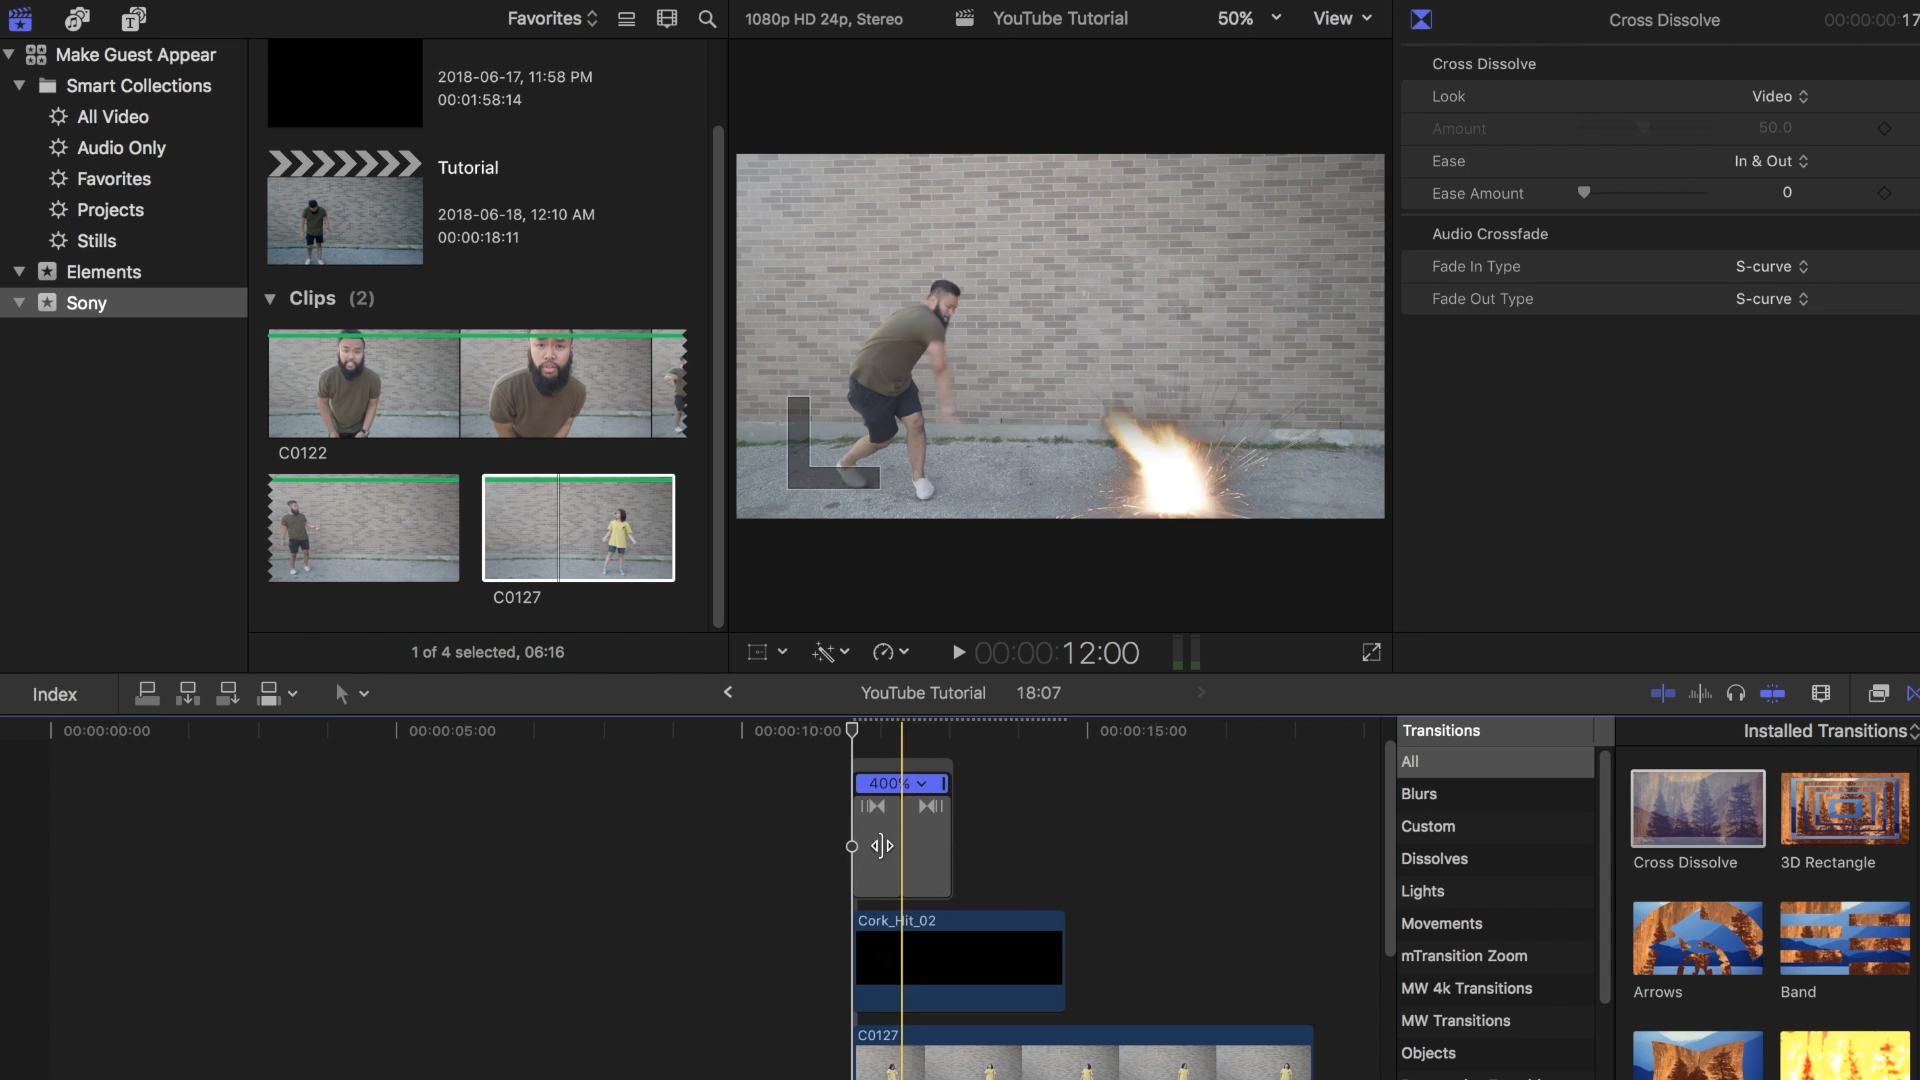 Favorites
1080p HD 24p, Stereo
YouTube Tutorial
50%
View
Cross Dissolve
00:00:00:17
Make Guest Appear
Smart Collections
All Video
Audio Only
Favorites
Projects
Stills
Elements
Sony
2018-06-17, 11:58 PM
00:01:58:14
Tutorial
2018-06-18, 12:10 AM
00:00:18:11
Clips (2)
C0122
C0127
1 of 4 selected, 06:16
00:00:12:00
Cross Dissolve
Look
Video
Amount
50.0
Ease
In & Out
Ease Amount
0
Audio Crossfade
Fade In Type
S-curve
Fade Out Type
S-curve
Index
YouTube Tutorial
18:07
00:00:00:00
00:00:05:00
00:00:10:00
00:00:15:00
400%
Cork_Hit_02
C0127
Transitions
All
Blurs
Custom
Dissolves
Lights
Movements
mTransition Zoom
MW 4k Transitions
MW Transitions
Objects
Installed Transitions
Cross Dissolve
3D Rectangle
Arrows
Band